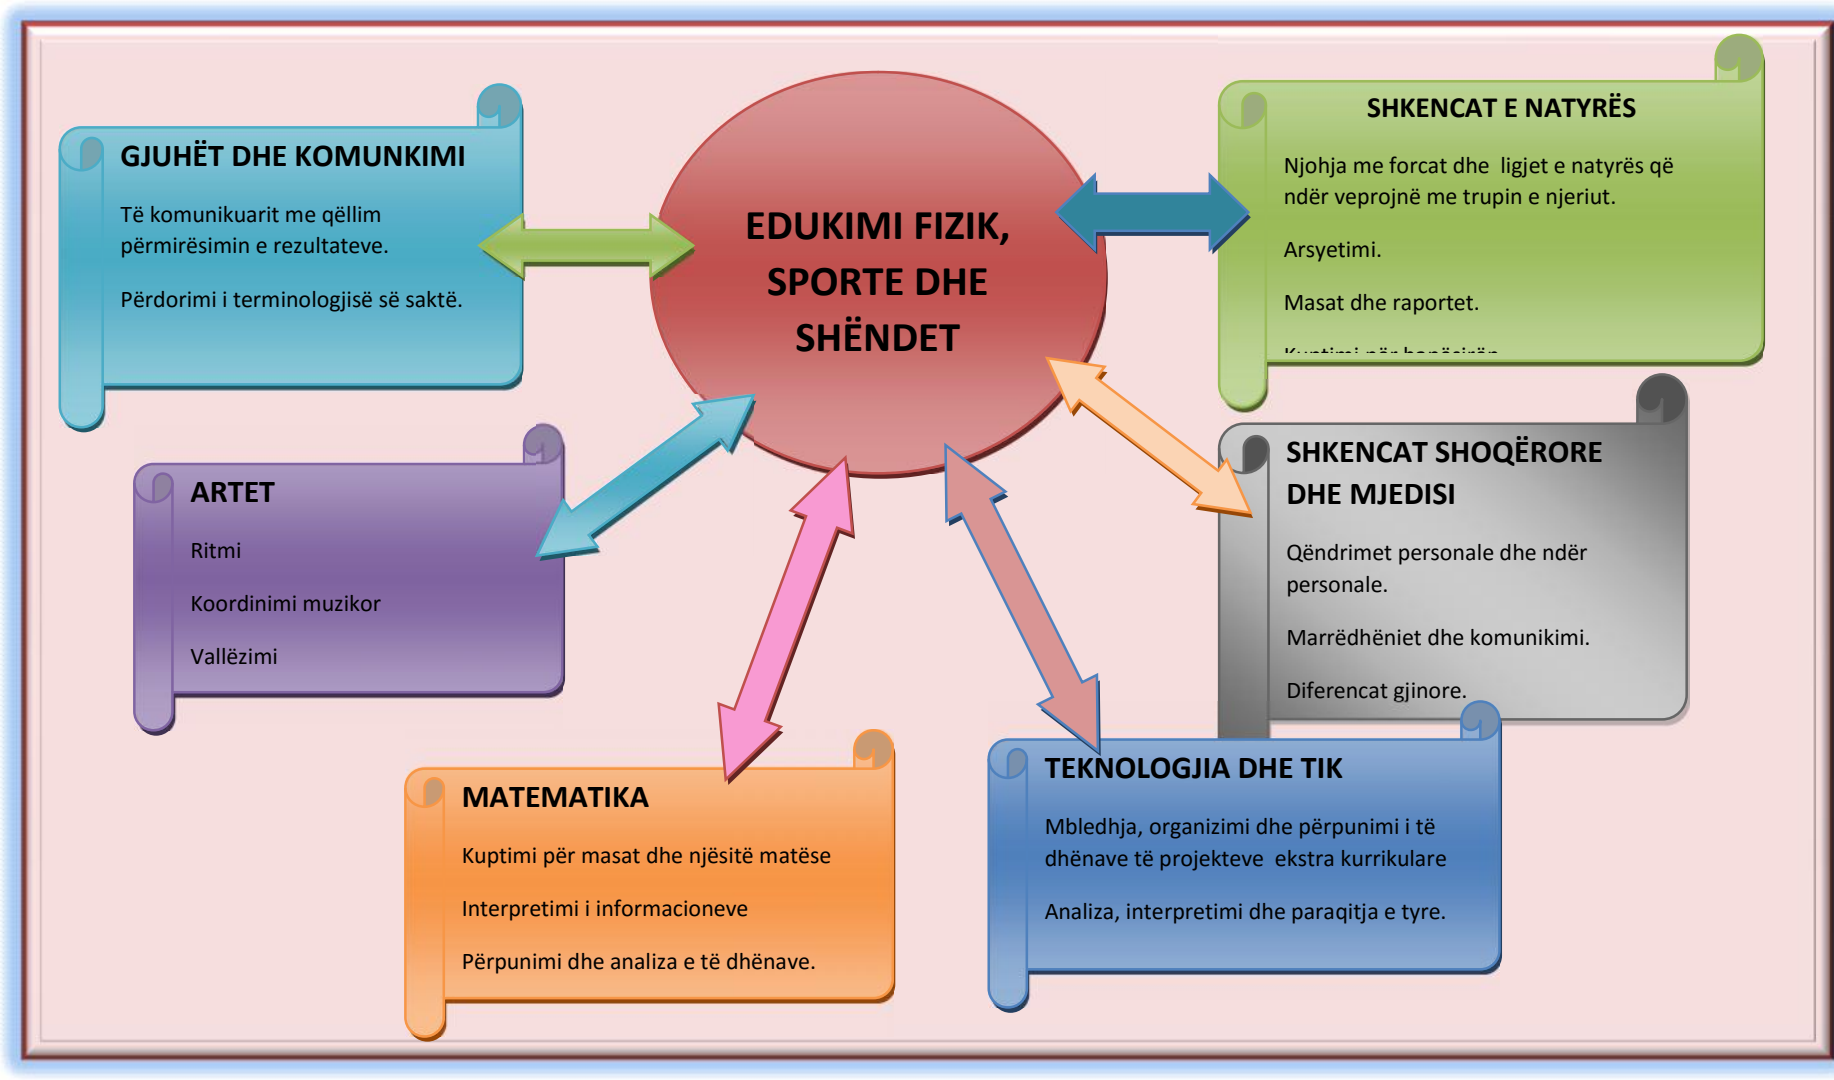 GJUHËT DHE KOMUNKIMI
Të komunikuarit me qëllim
përmirësimin e rezultateve.
Përdorimi i terminologjisë së saktë.
EDUKIMI FIZIK,
SPORTE DHE
SHËNDET
SHKENCAT E NATYRËS
Njohja me forcat dhe ligjet e natyrës që
ndër veprojnë me trupin e njeriut.
Arsyetimi.
Masat dhe raportet.
ARTET
Ritmi
Koordinimi muzikor
Vallëzimi
SHKENCAT SHOQËRORE
DHE MJEDISI
Qëndrimet personale dhe ndër
personale.
Marrëdhëniet dhe komunikimi.
Diferencat gjinore.
MATEMATIKA
Kuptimi për masat dhe njësitë matëse
Interpretimi i informacioneve
Përpunimi dhe analiza e të dhënave.
TEKNOLOGJIA DHE TIK
Mbledhja, organizimi dhe përpunimi i të
dhënave të projekteve ekstra kurrikulare
Analiza, interpretimi dhe paraqitja e tyre.